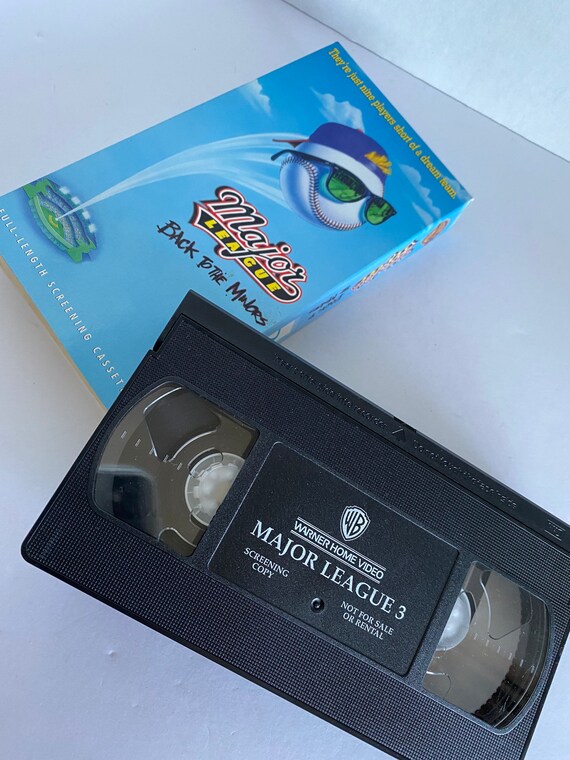 They're just nine players short of a dream team.
Major
LEAGUE
BACK TO THE MINORS
FULL-LENGTH SCREENING CASSET
WB
WARNER HOME VIDEO
MAJOR LEAGUE 3
SCREENING
COPY
NOT FOR SALE
OR RENTAL